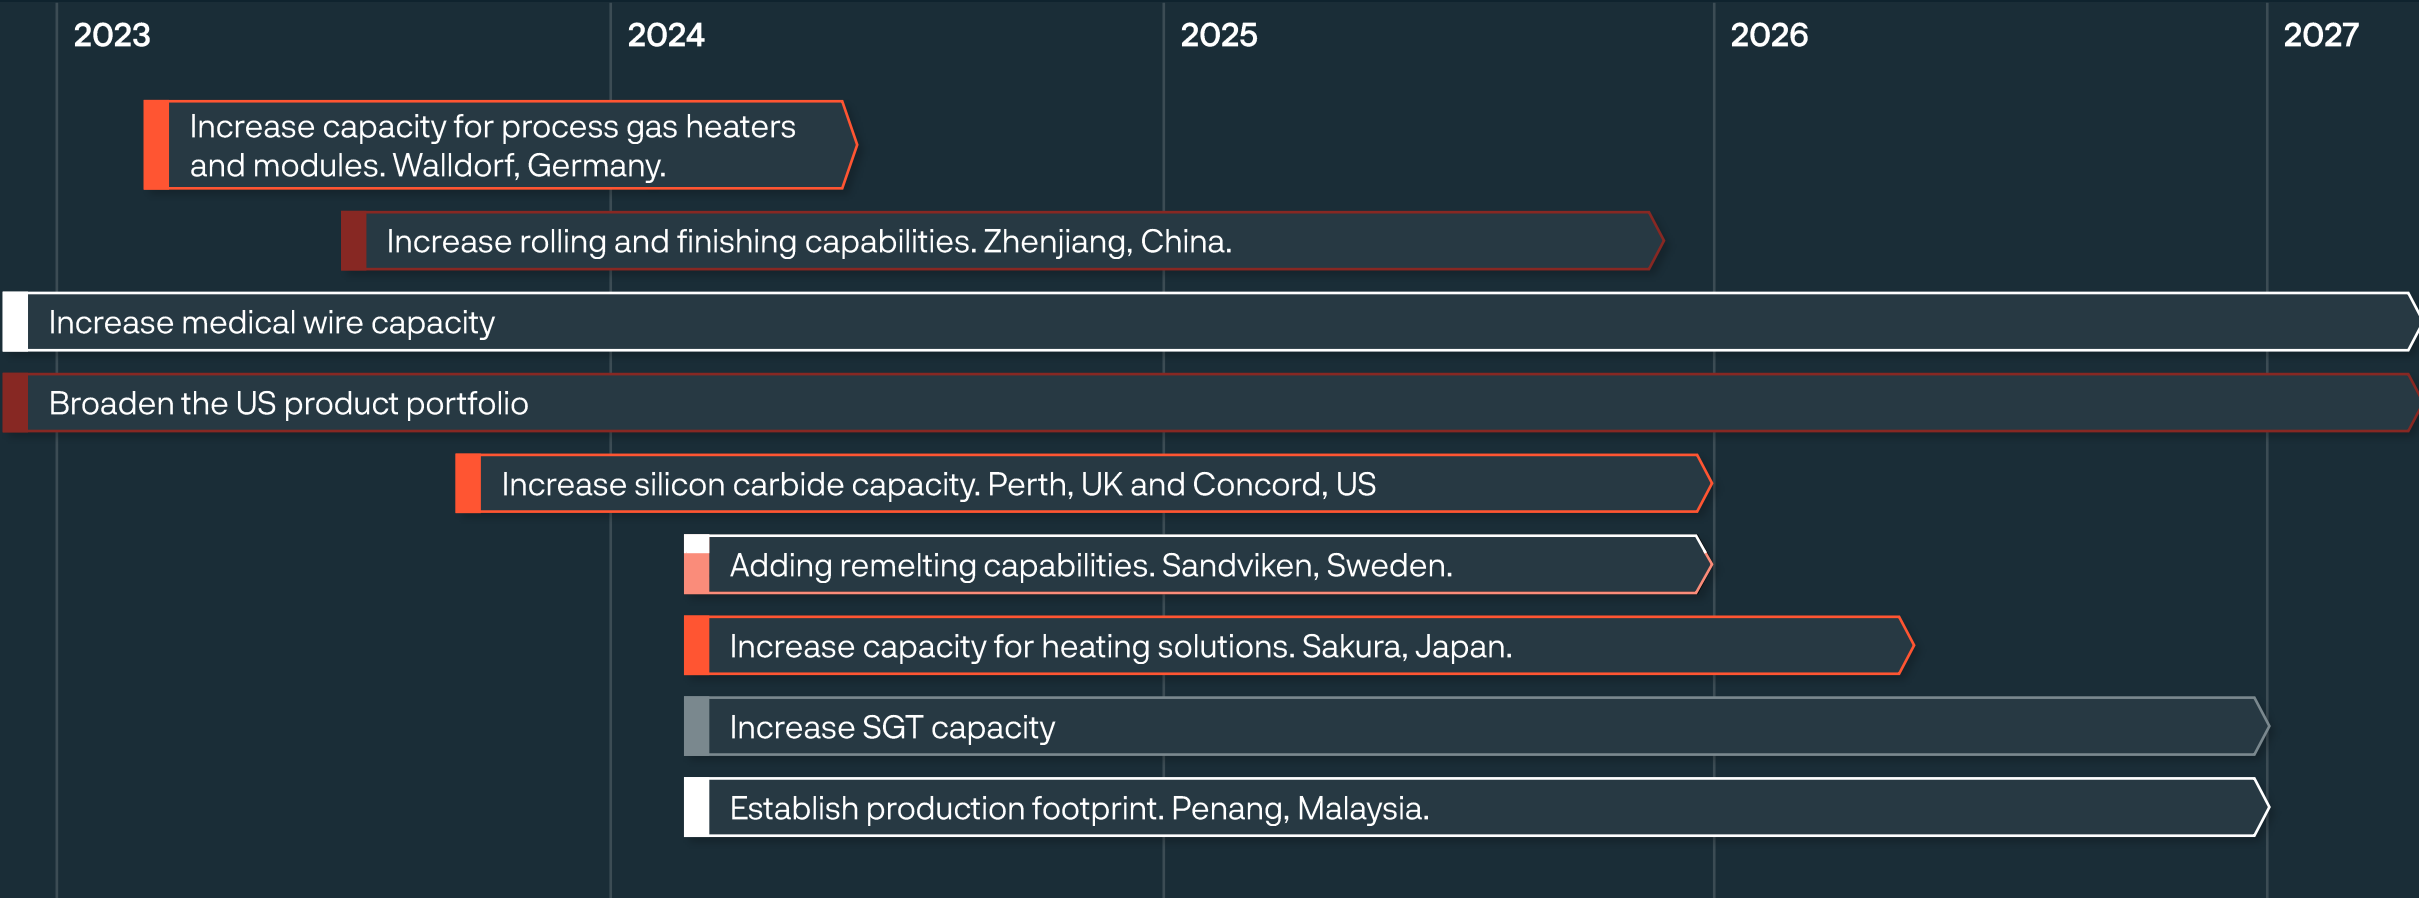 2023
2024
2025
2026
2027
Increase capacity for process gas heaters
and modules. Walldorf, Germany.
Increase rolling and finishing capabilities. Zhenjiang, China.
Increase medical wire capacity
Broaden the US product portfolio
Increase silicon carbide capacity. Perth, UK and Concord, US
Adding remelting capabilities. Sandviken, Sweden.
Increase capacity for heating solutions. Sakura, Japan.
Increase SGT capacity
Establish production footprint. Penang, Malaysia.